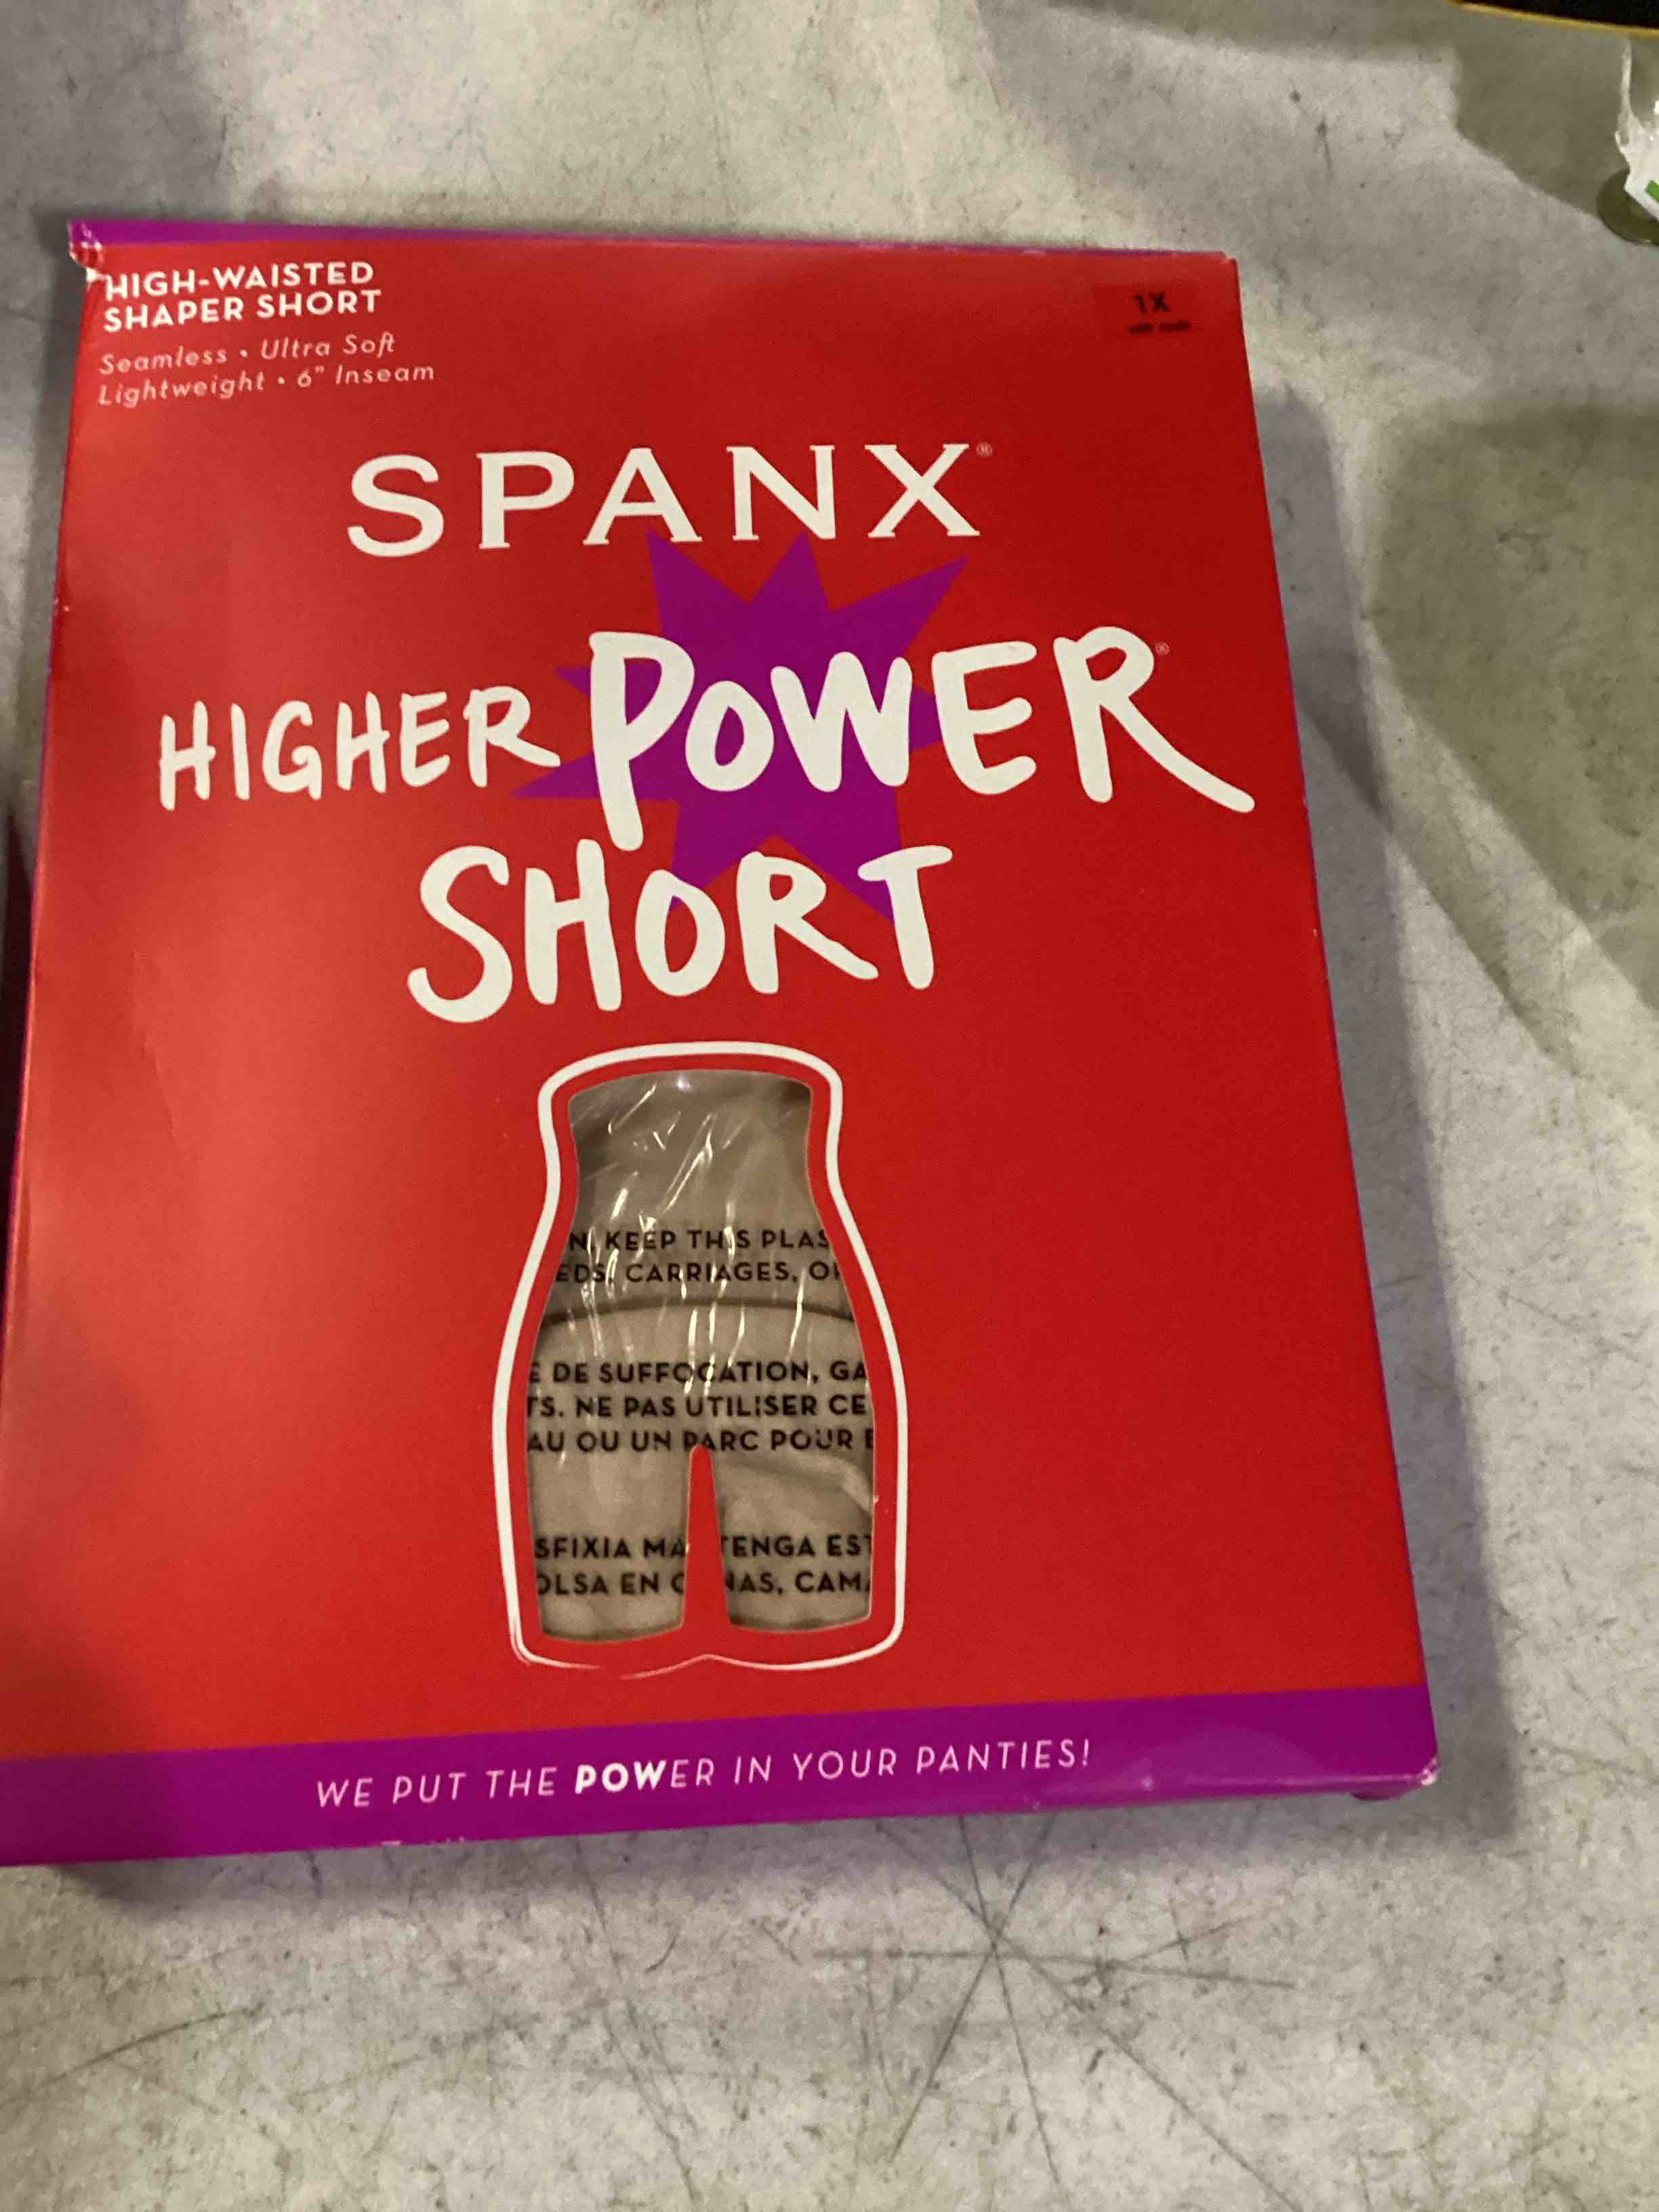 HIGH-WAISTED
SHAPER SHORT
Seamless • Ultra Soft
Lightweight • 6" Inseam
1X
SPANX®
HIGHER POWER®
SHORT
KEEP THIS PLAS
EDS, CARRIAGES, O
E DE SUFFOCATION, GA
TS. NE PAS UTILISER CE
AU OU UN PARC POUR
SFIXIA MA TENGA EST
OLSA EN NAS, CAM
WE PUT THE POWER IN YOUR PANTIES!